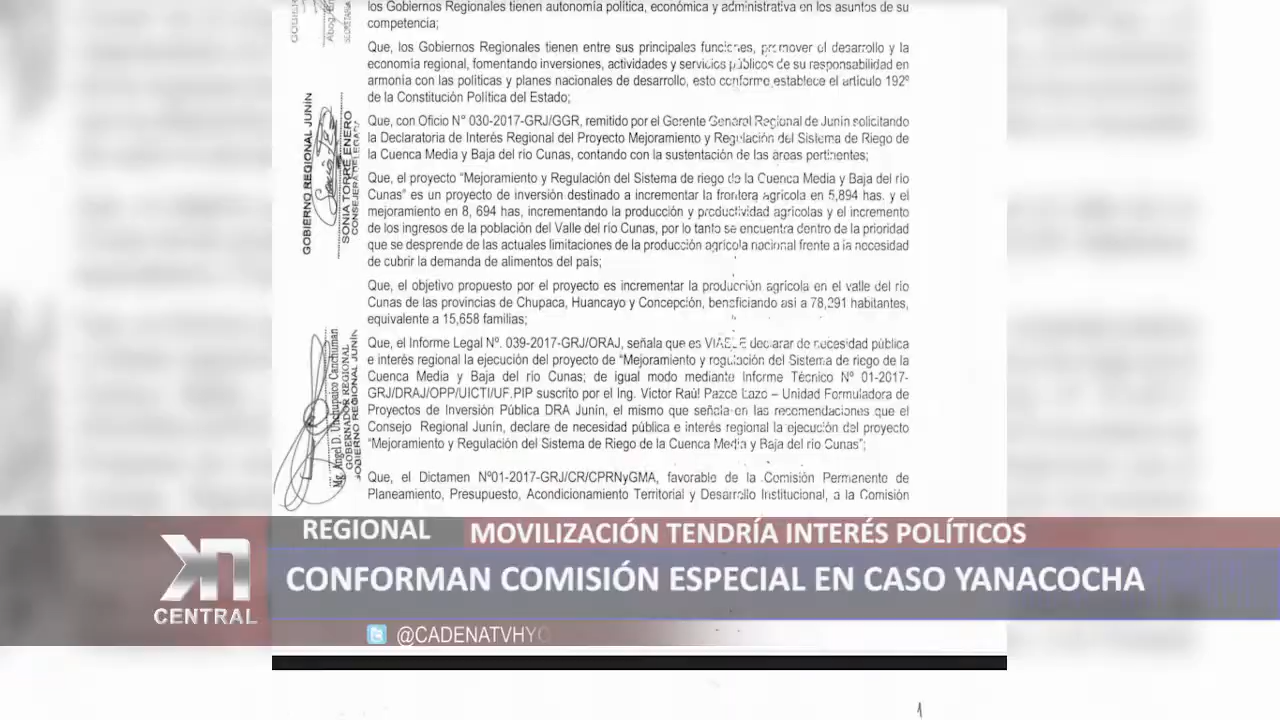 los Gobiernos Regionales tienen autonomía política, económica y administrativa en los asuntos de su
competencia;
Que, los Gobiernos Regionales tienen entre sus principales funciones, promover el desarrollo y la
economía regional, fomentando inversiones, actividades y servicios públicos de su responsabilidad en
armonía con las políticas y planes nacionales de desarrollo, esto conforme establece el artículo 192º
de la Constitución Política del Estado;
Que, con Oficio Nº 030-2017-GRJ/GGR, remitido por el Gerente General Regional de Junín solicitando
la Declaratoria de Interés Regional del Proyecto Mejoramiento y Regulación del Sistema de Riego de
la Cuenca Media y Baja del río Cunas, contando con la sustentación de las áreas pertinentes;
Que, el proyecto “Mejoramiento y Regulación del Sistema de riego de la Cuenca Media y Baja del río
Cunas” es un proyecto de inversión destinado a incrementar la frontera agrícola en 5,894 has. y el
mejoramiento en 8, 694 has, incrementando la producción y productividad agrícolas y el incremento
de los ingresos de la población del Valle del río Cunas, por lo tanto se encuentra dentro de la prioridad
que se desprende de las actuales limitaciones de la producción agrícola nacional frente a la necesidad
de cubrir la demanda de alimentos del país;
Que, el objetivo propuesto por el proyecto es incrementar la producción agrícola en el valle del río
Cunas de las provincias de Chupaca, Huancayo y Concepción, beneficiando así a 78,291 habitantes,
equivalente a 15,658 familias;
Que, el Informe Legal Nº. 039-2017-GRJ/ORAJ, señala que es VIABLE declarar de necesidad pública
e interés regional la ejecución del proyecto de “Mejoramiento y regulación del Sistema de riego de la
Cuenca Media y Baja del río Cunas; de igual modo mediante Informe Técnico Nº 01-2017-
GRJ/DRAJ/OPP/UICTI/UF.PIP suscrito por el Ing. Víctor Raúl Pazce Lazo – Unidad Formuladora de
Proyectos de Inversión Pública DRA Junín, el mismo que señala en las recomendaciones que el
Consejo Regional Junín, declare de necesidad pública e interés regional la ejecución del proyecto
“Mejoramiento y Regulación del Sistema de Riego de la Cuenca Media y Baja del río Cunas”;
Que, el Dictamen Nº01-2017-GRJ/CR/CPRNyGMA, favorable de la Comisión Permanente de
Planeamiento, Presupuesto, Acondicionamiento Territorial y Desarrollo Institucional, a la Comisión
GOBIERNO REGIONAL JUNÍN
SONIA TORRE ENERO
CONSEJERA DELEGADA
Mg. Ángel D. Unchupaico Canchumani
GOBERNADOR REGIONAL
GOBIERNO REGIONAL JUNÍN
REGIONAL
MOVILIZACIÓN TENDRÍA INTERÉS POLÍTICOS
CONFORMAN COMISIÓN ESPECIAL EN CASO YANACOCHA
CENTRAL
@CADENATVHYO
1